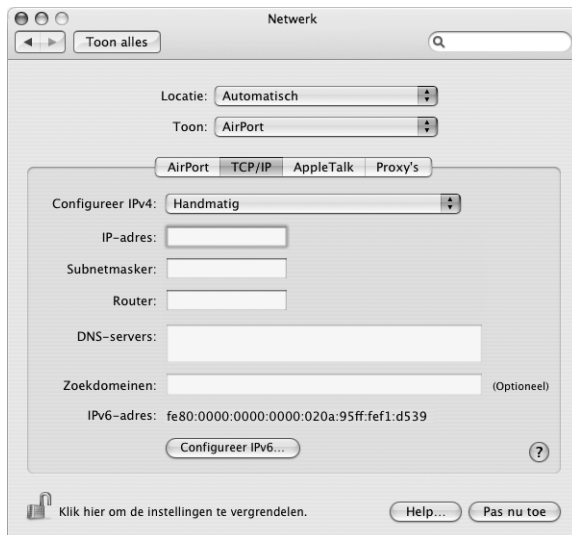 Netwerk
Toon alles
Locatie: Automatisch
Toon: AirPort
AirPort TCP/IP AppleTalk Proxy's
Configureer IPv4: Handmatig
IP-adres:
Subnetmasker:
Router:
DNS-servers:
Zoekdomeinen: (Optioneel)
IPv6-adres: fe80:0000:0000:0000:020a:95ff:fef1:d539
Configureer IPv6...
?
Klik hier om de instellingen te vergrendelen. Help... Pas nu toe